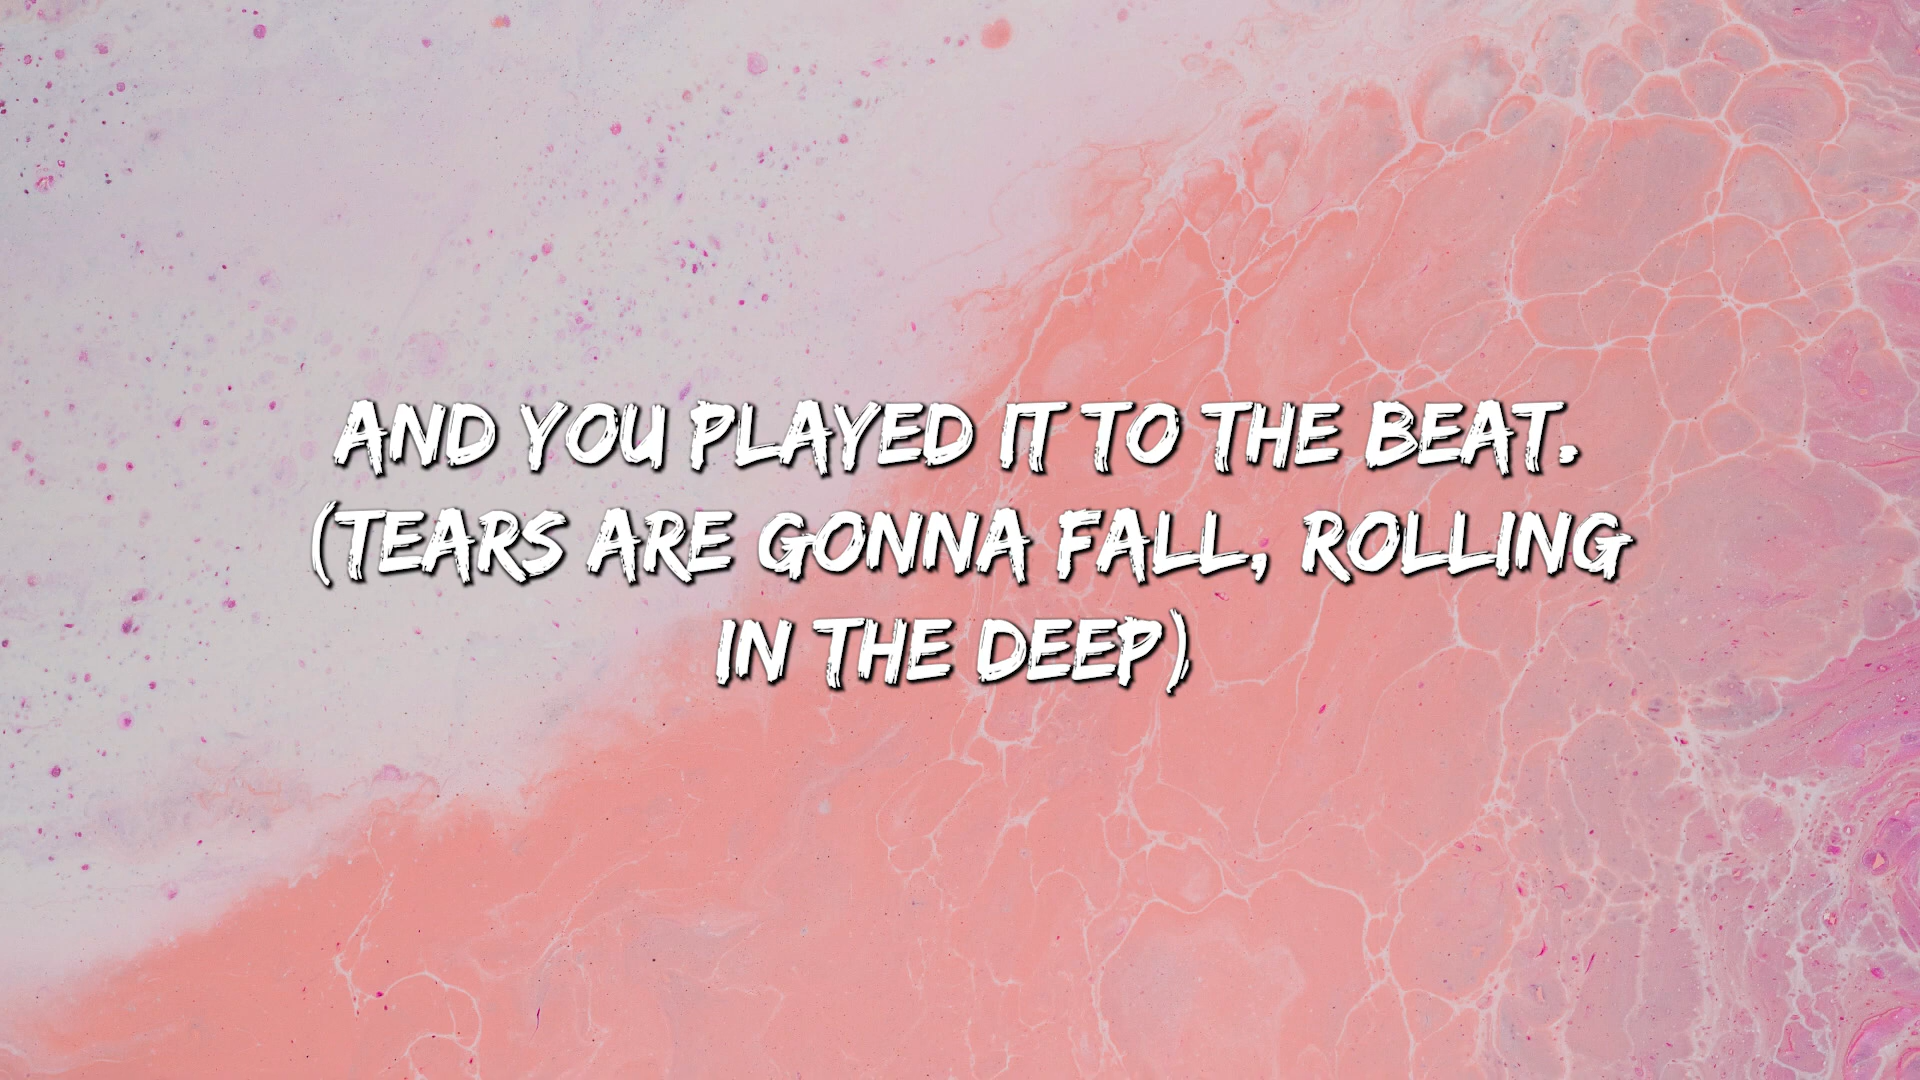 AND YOU PLAYED IT TO THE BEAT.
(TEARS ARE GONNA FALL, ROLLING
IN THE DEEP)